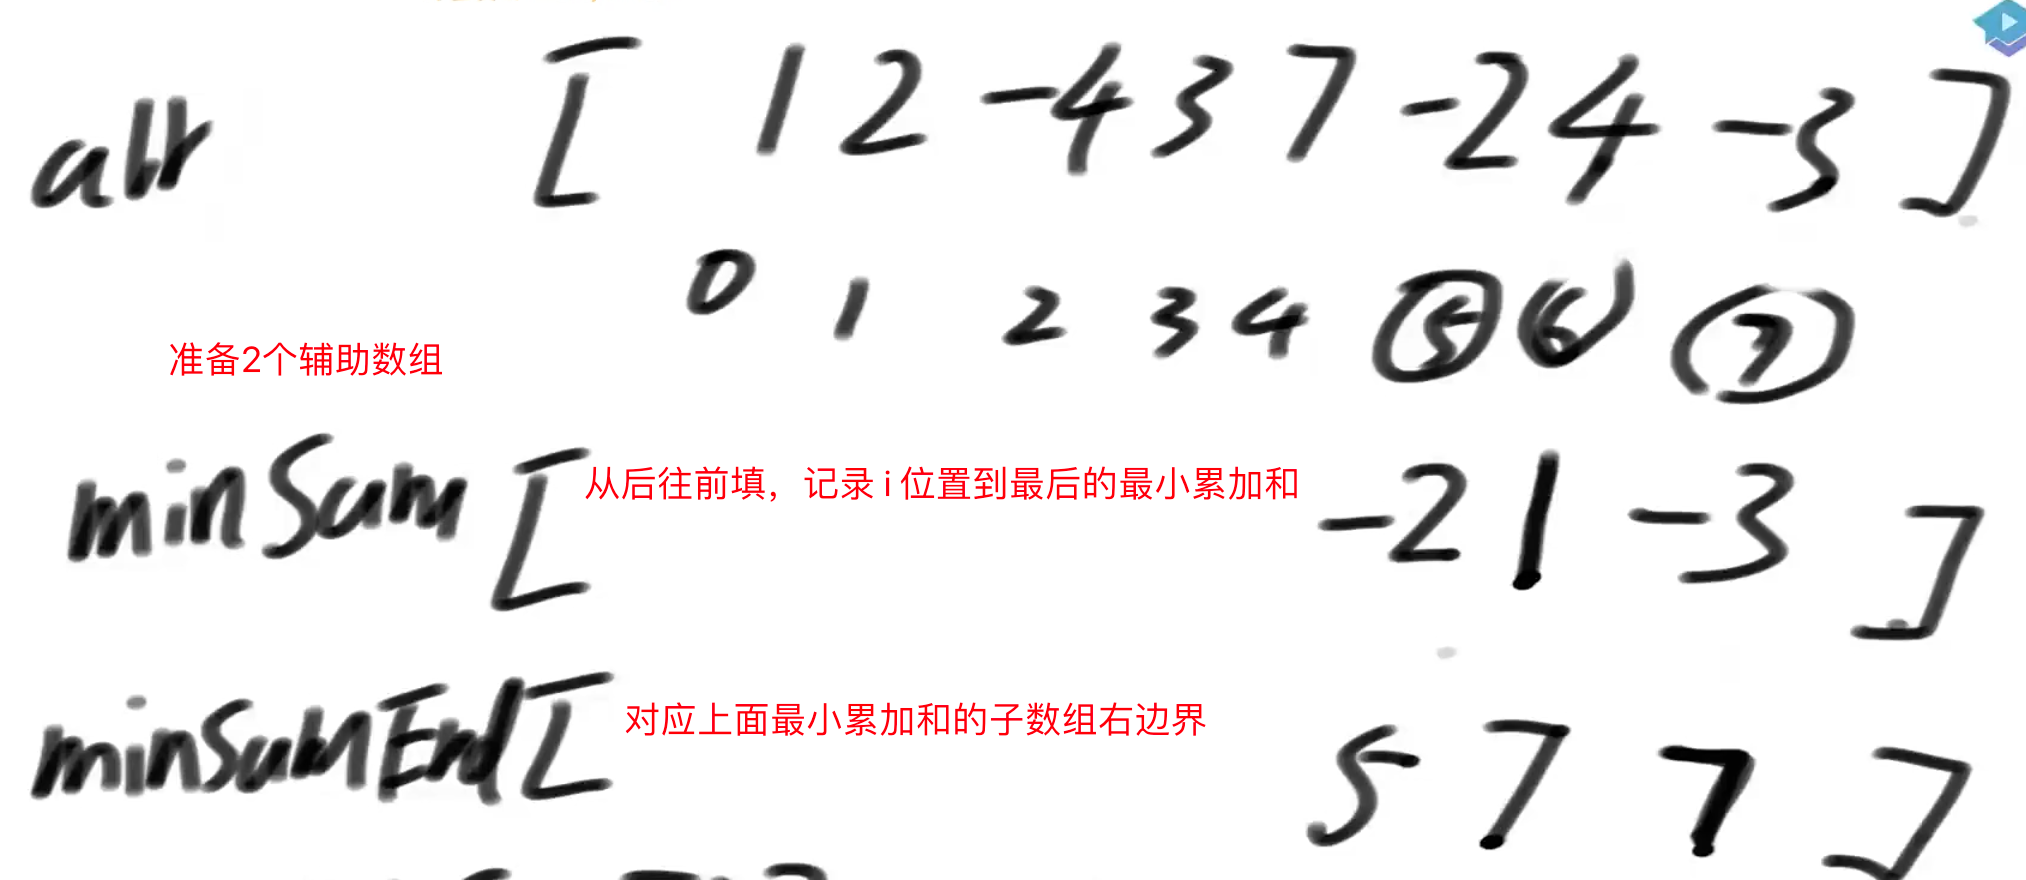 arr [ 1 2 -4 3 7 -2 4 -3 ]
0 1 2 3 4 5 6 7
准备2个辅助数组
minSum [ 从后往前填，记录 i 位置到最后的最小累加和 -2 1 -3 ]
minSumEnd [ 对应上面最小累加和的子数组右边界 5 7 7 ]